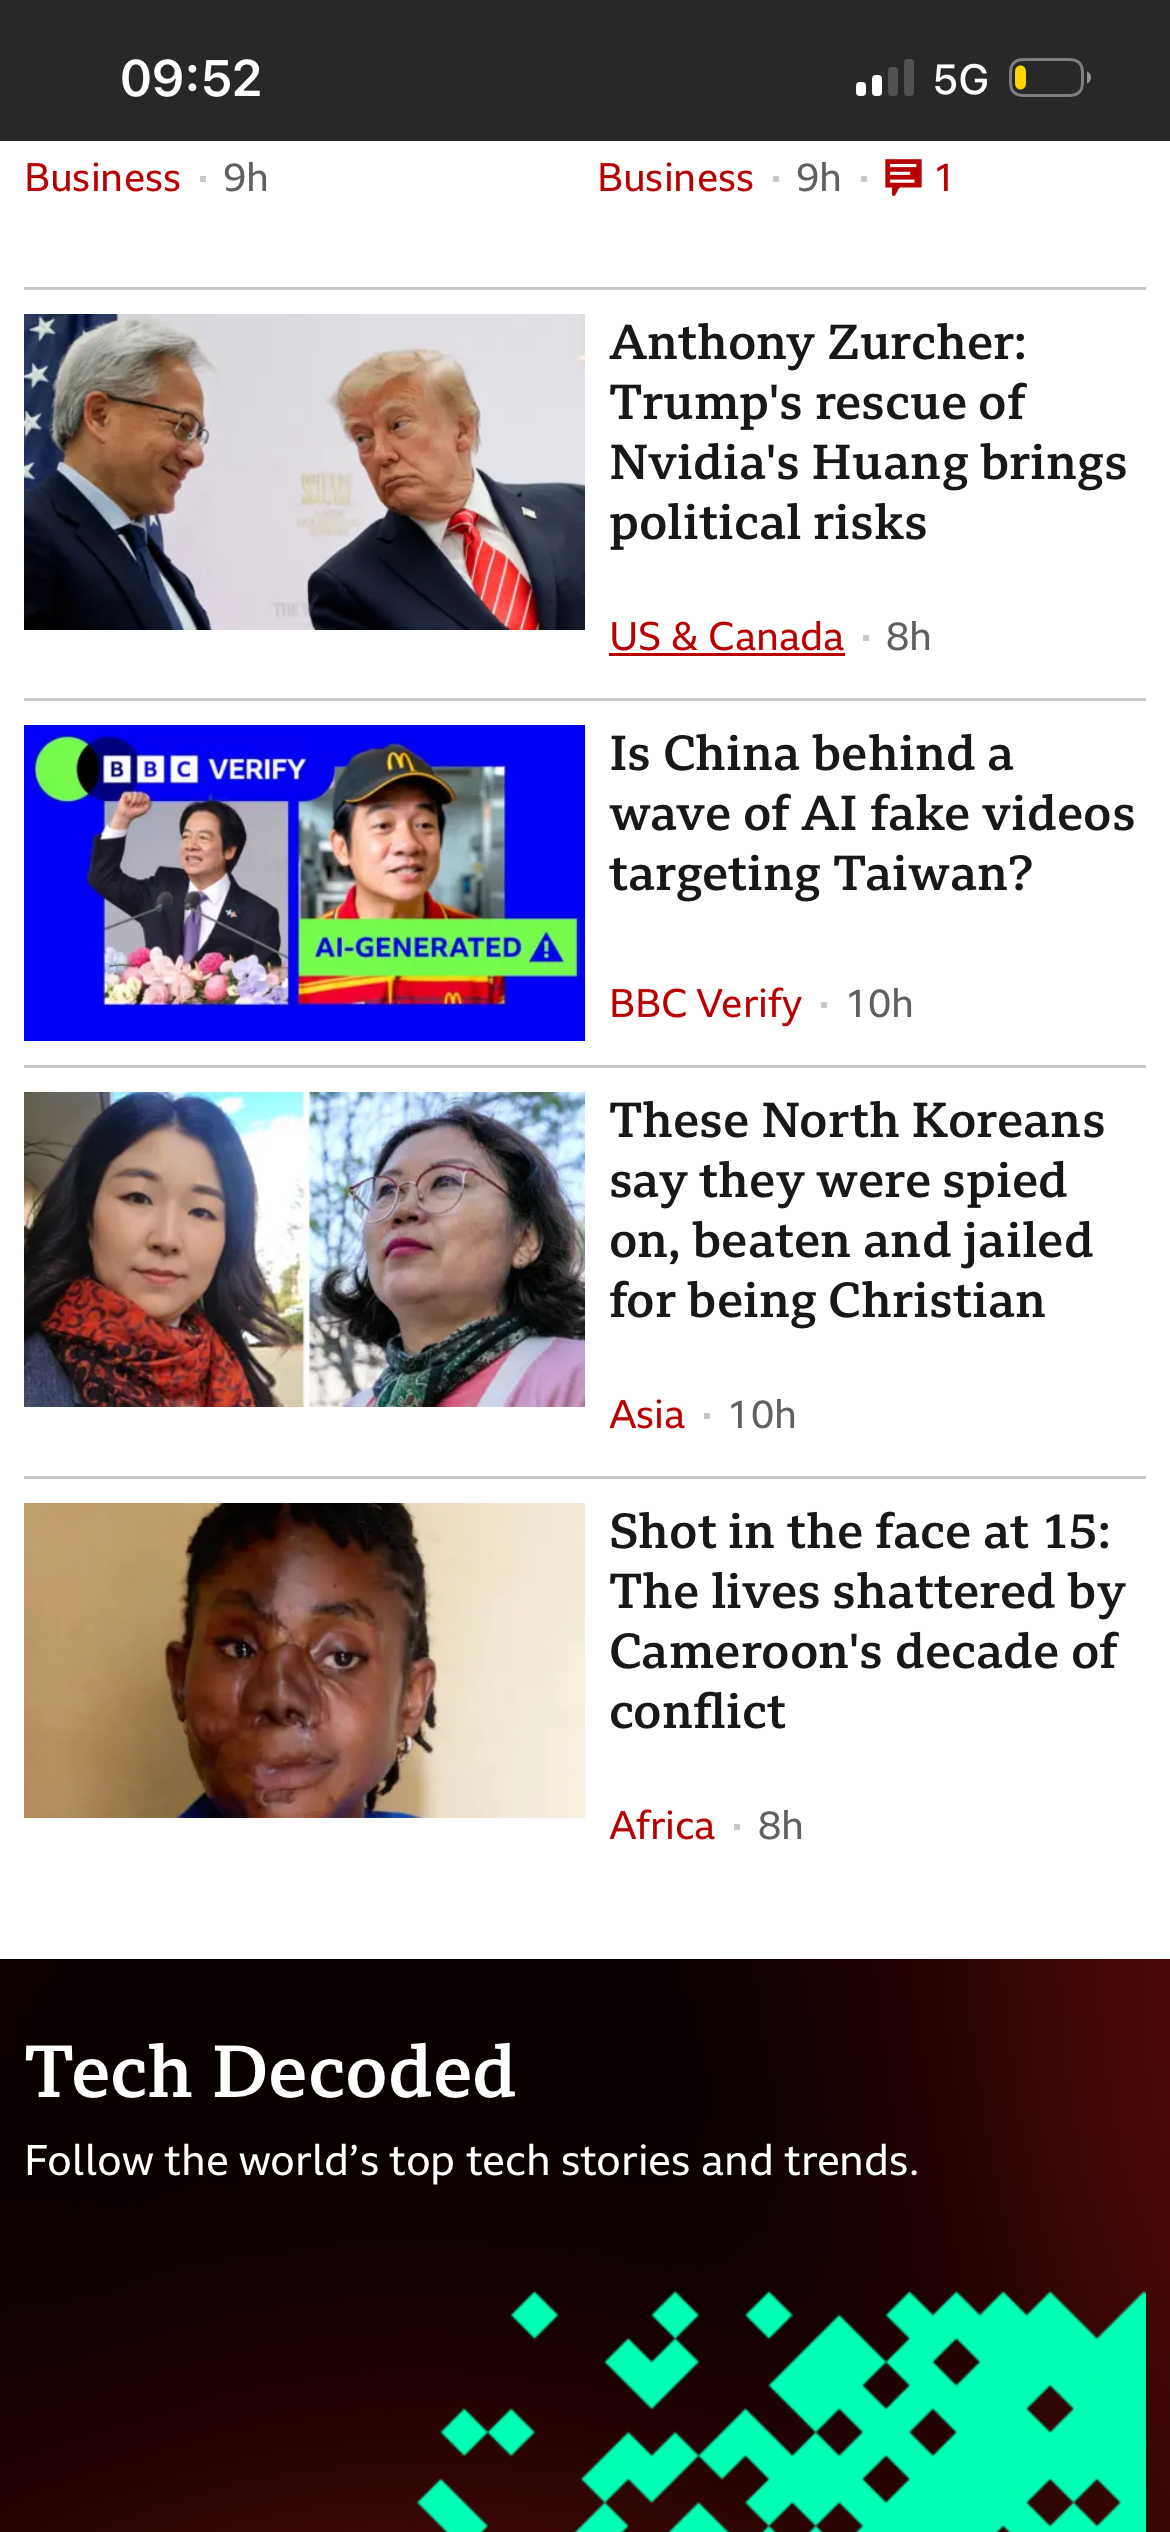 09:52
5G
Business · 9h
Business · 9h · 1
Anthony Zurcher:
Trump's rescue of
Nvidia's Huang brings
political risks
US & Canada · 8h
BBC VERIFY
AI-GENERATED
Is China behind a
wave of AI fake videos
targeting Taiwan?
BBC Verify · 10h
These North Koreans
say they were spied
on, beaten and jailed
for being Christian
Asia · 10h
Shot in the face at 15:
The lives shattered by
Cameroon's decade of
conflict
Africa · 8h
Tech Decoded
Follow the world’s top tech stories and trends.